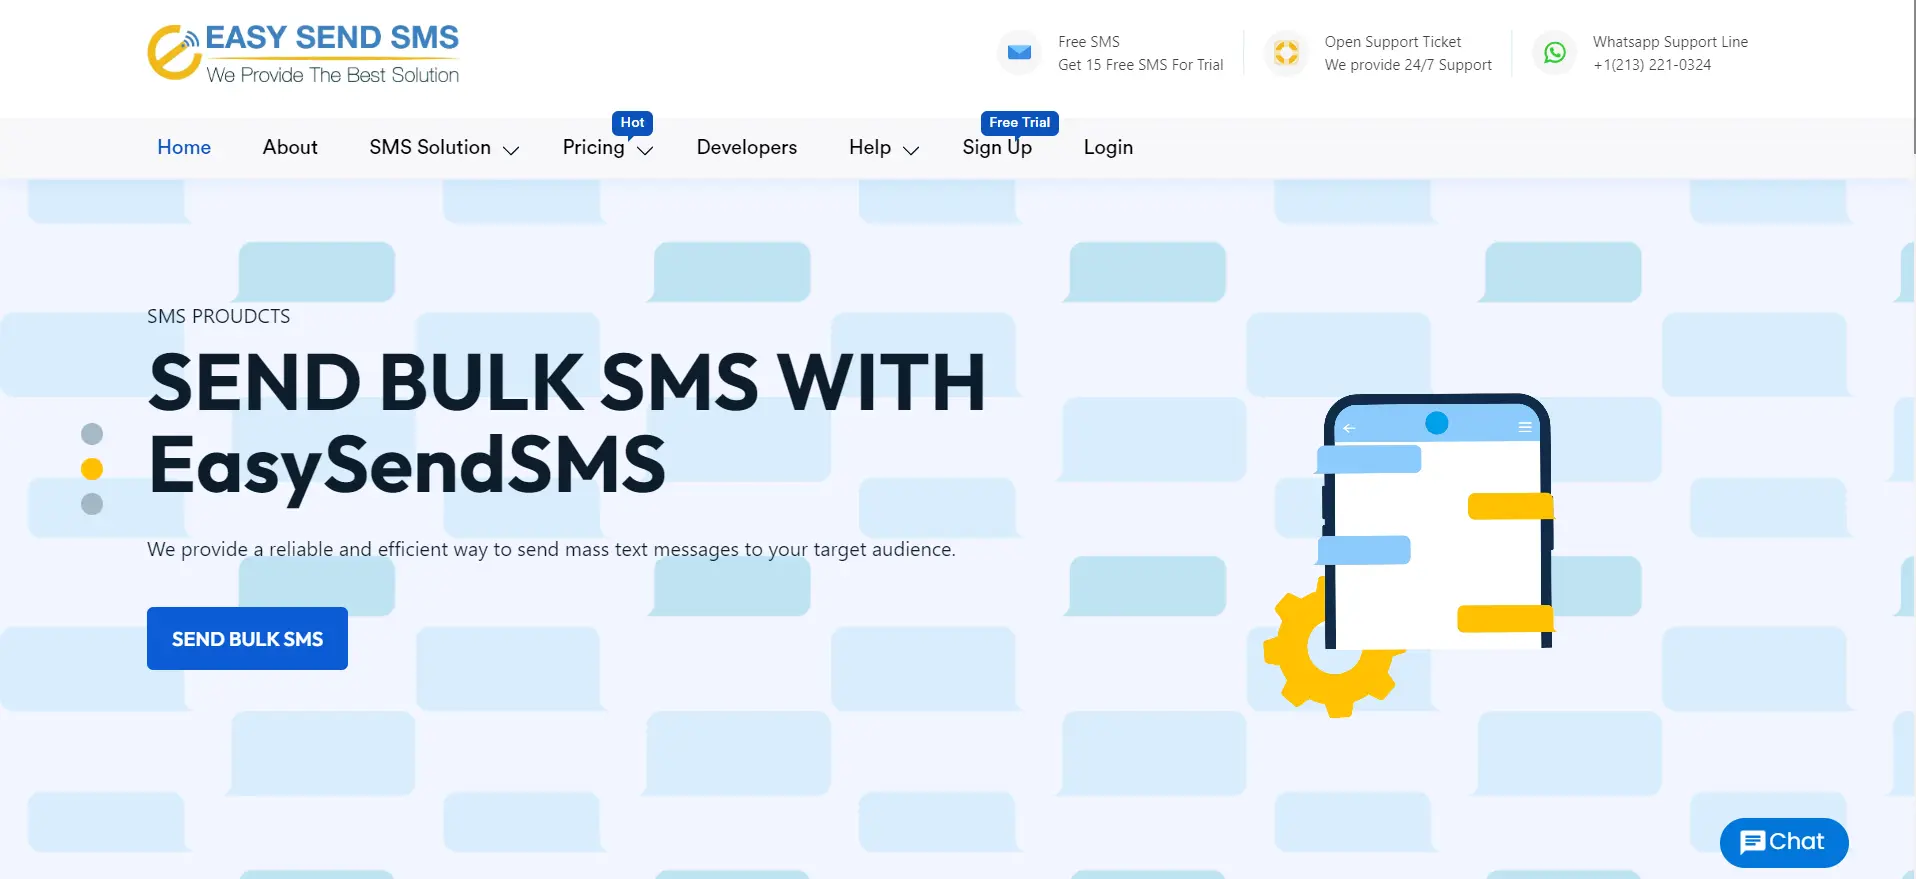 EASY SEND SMS
We Provide The Best Solution
Free SMS
Get 15 Free SMS For Trial
Open Support Ticket
We provide 24/7 Support
Whatsapp Support Line
+1(213) 221-0324
Hot
Free Trial
Home About SMS Solution Pricing Developers Help Sign Up Login
SMS PROUDCTS
SEND BULK SMS WITH
EasySendSMS
We provide a reliable and efficient way to send mass text messages to your target audience.
SEND BULK SMS
Chat